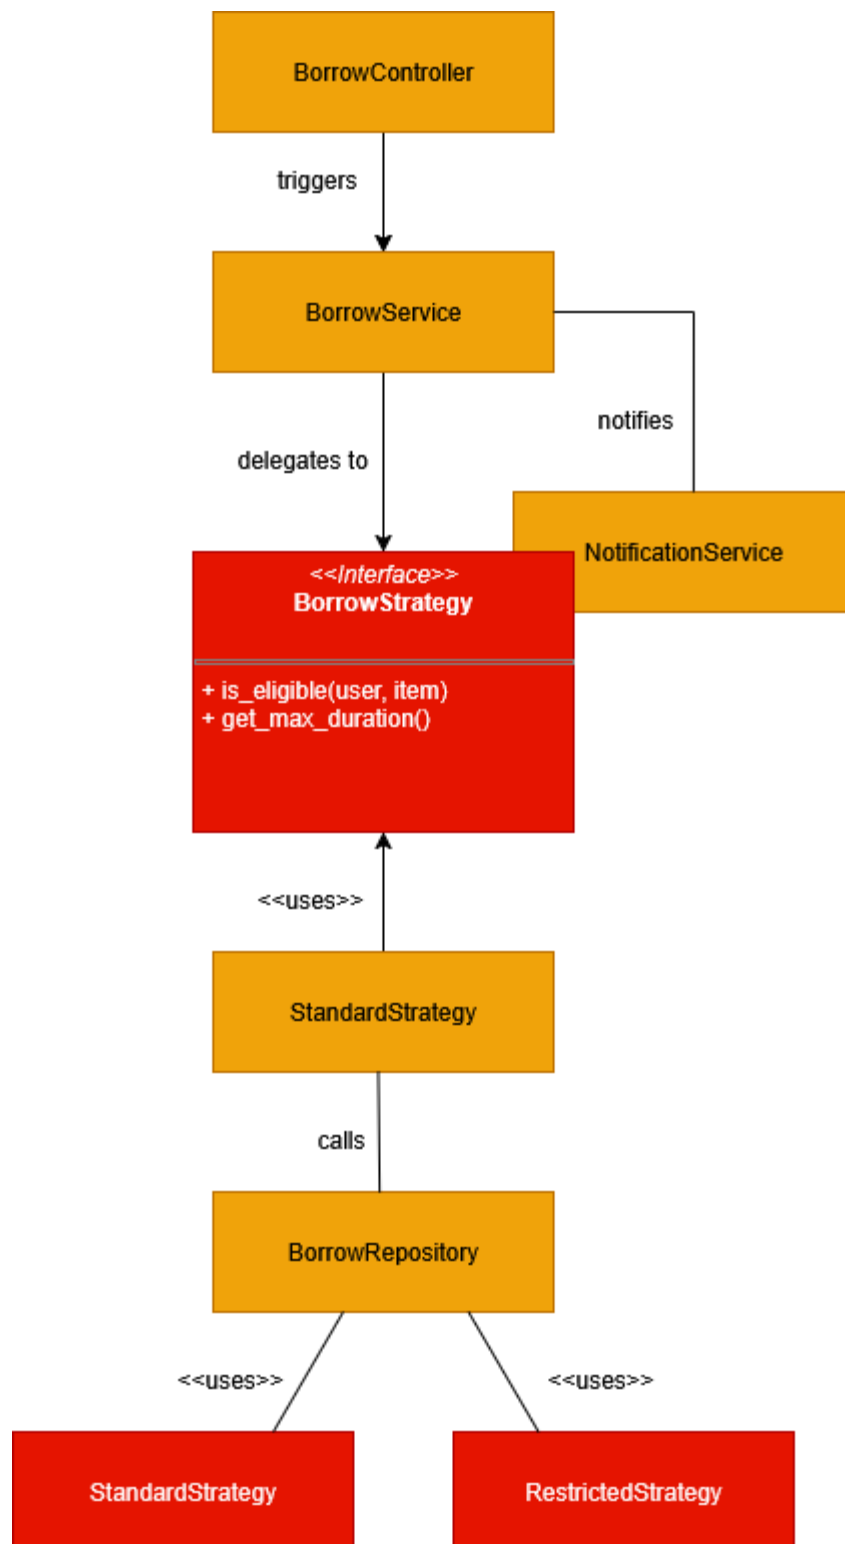 BorrowController
triggers
BorrowService
notifies
delegates to
NotificationService
<<Interface>>
BorrowStrategy
+ is_eligible(user, item)
+ get_max_duration()
<<uses>>
StandardStrategy
calls
BorrowRepository
<<uses>>
<<uses>>
StandardStrategy
RestrictedStrategy